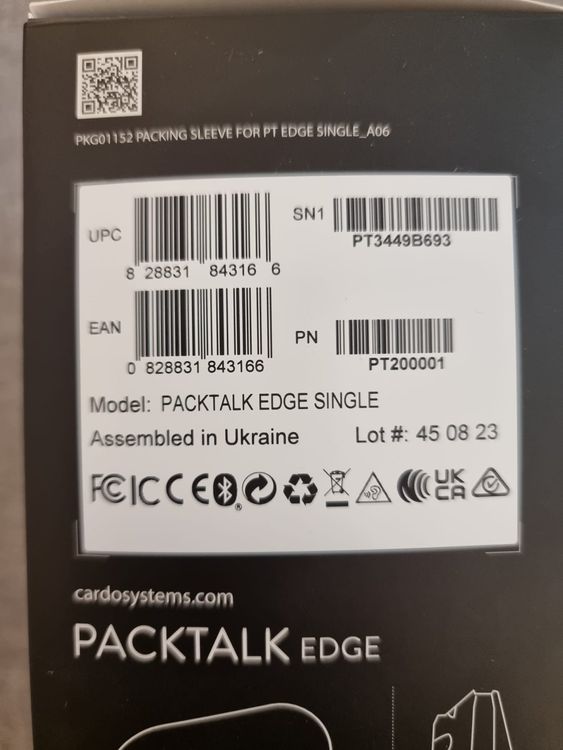 PKG01152 PACKING SLEEVE FOR PT EDGE SINGLE_A06
UPC
8 28831 84316 6
SN1
PT3449B693
EAN
0 828831 843166
PN
PT200001
Model: PACKTALK EDGE SINGLE
Assembled in Ukraine
Lot #: 45 08 23
FC IC CE UK CA
cardosystems.com
PACKTALK EDGE